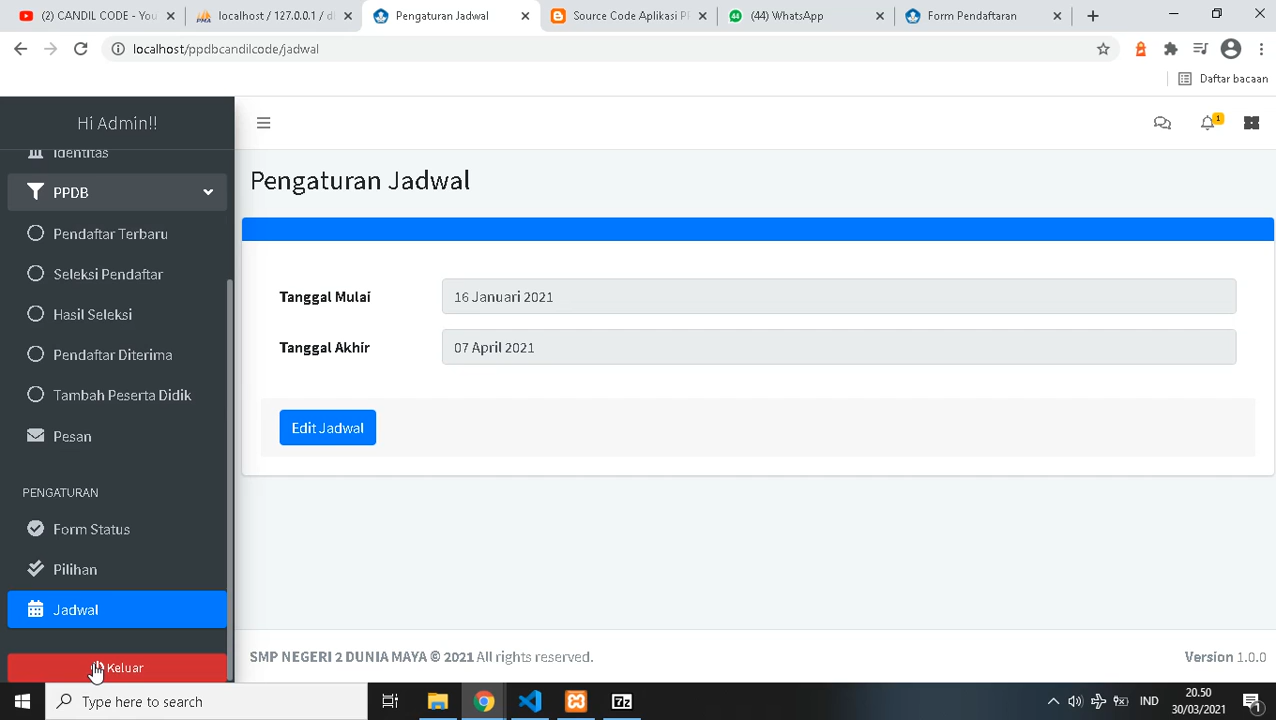 (2) CANDIL CODE - You
localhost / 127.0.0.1 / di
Pengaturan Jadwal
Source Code Aplikasi PP
(44) WhatsApp
Form Pendaftaran
localhost/ppdbcandilcode/jadwal
Daftar bacaan
Hi Admin!!
1
Identitas
PPDB
Pendaftar Terbaru
Seleksi Pendaftar
Hasil Seleksi
Pendaftar Diterima
Tambah Peserta Didik
Pesan
PENGATURAN
Form Status
Pilihan
Jadwal
Keluar
Pengaturan Jadwal
Tanggal Mulai
16 Januari 2021
Tanggal Akhir
07 April 2021
Edit Jadwal
SMP NEGERI 2 DUNIA MAYA © 2021 All rights reserved.
Version 1.0.0
Type here to search
IND
20.50
30/03/2021
1